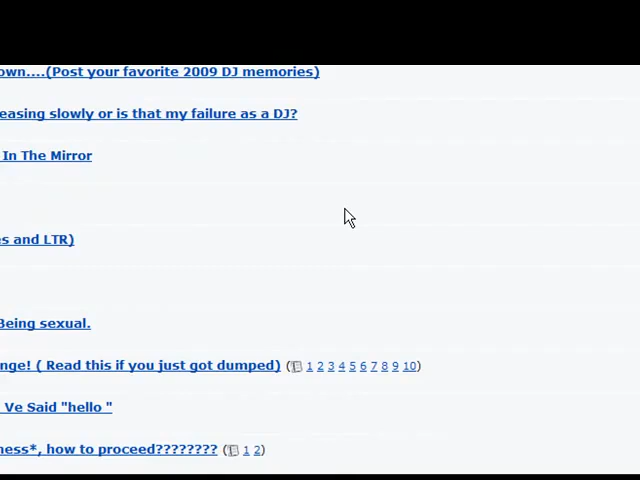 own....(Post your favorite 2009 DJ memories)
easing slowly or is that my failure as a DJ?
In The Mirror
es and LTR)
Being sexual.
nge! ( Read this if you just got dumped) ( 1 2 3 4 5 6 7 8 9 10)
Ve Said "hello "
ness*, how to proceed???????? ( 1 2)